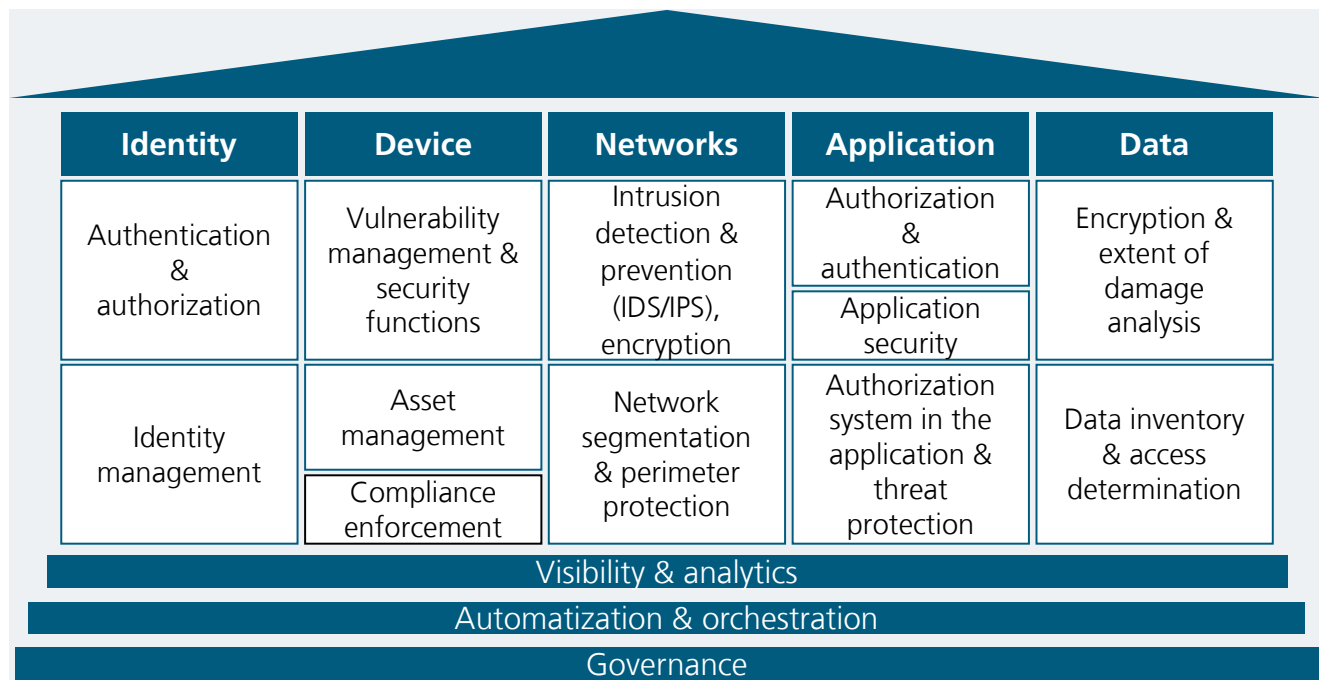 Identity
Device
Networks
Application
Data
Authentication
&
authorization
Vulnerability
management &
security
functions
Intrusion
detection &
prevention
(IDS/IPS),
encryption
Authorization
&
authentication
Application
security
Encryption &
extent of
damage
analysis
Identity
management
Asset
management
Compliance
enforcement
Network
segmentation
& perimeter
protection
Authorization
system in the
application &
threat
protection
Data inventory
& access
determination
Visibility & analytics
Automatization & orchestration
Governance